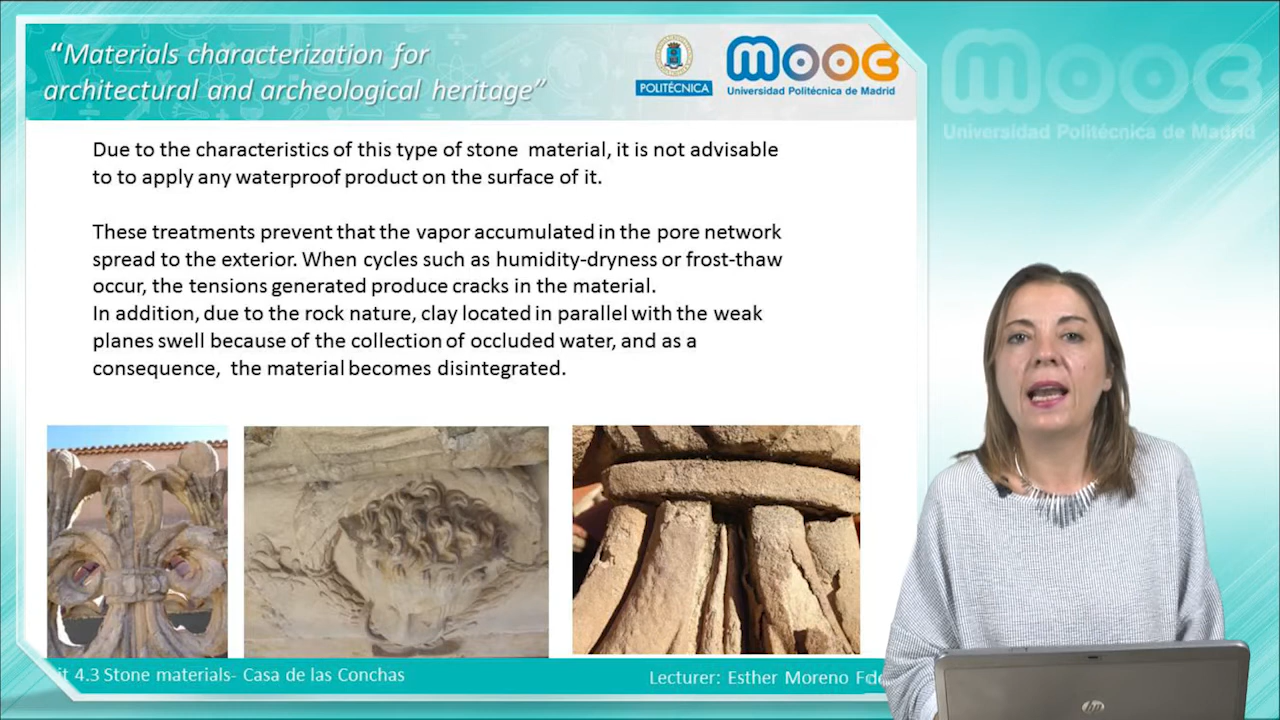 “Materials characterization for
architectural and archeological heritage”
POLITÉCNICA
MOOC
Universidad Politécnica de Madrid
MOOC
Universidad Politécnica de Madrid
Due to the characteristics of this type of stone material, it is not advisable
to to apply any waterproof product on the surface of it.
These treatments prevent that the vapor accumulated in the pore network
spread to the exterior. When cycles such as humidity-dryness or frost-thaw
occur, the tensions generated produce cracks in the material.
In addition, due to the rock nature, clay located in parallel with the weak
planes swell because of the collection of occluded water, and as a
consequence, the material becomes disintegrated.
4.3 Stone materials- Casa de las Conchas
Lecturer: Esther Moreno
hp